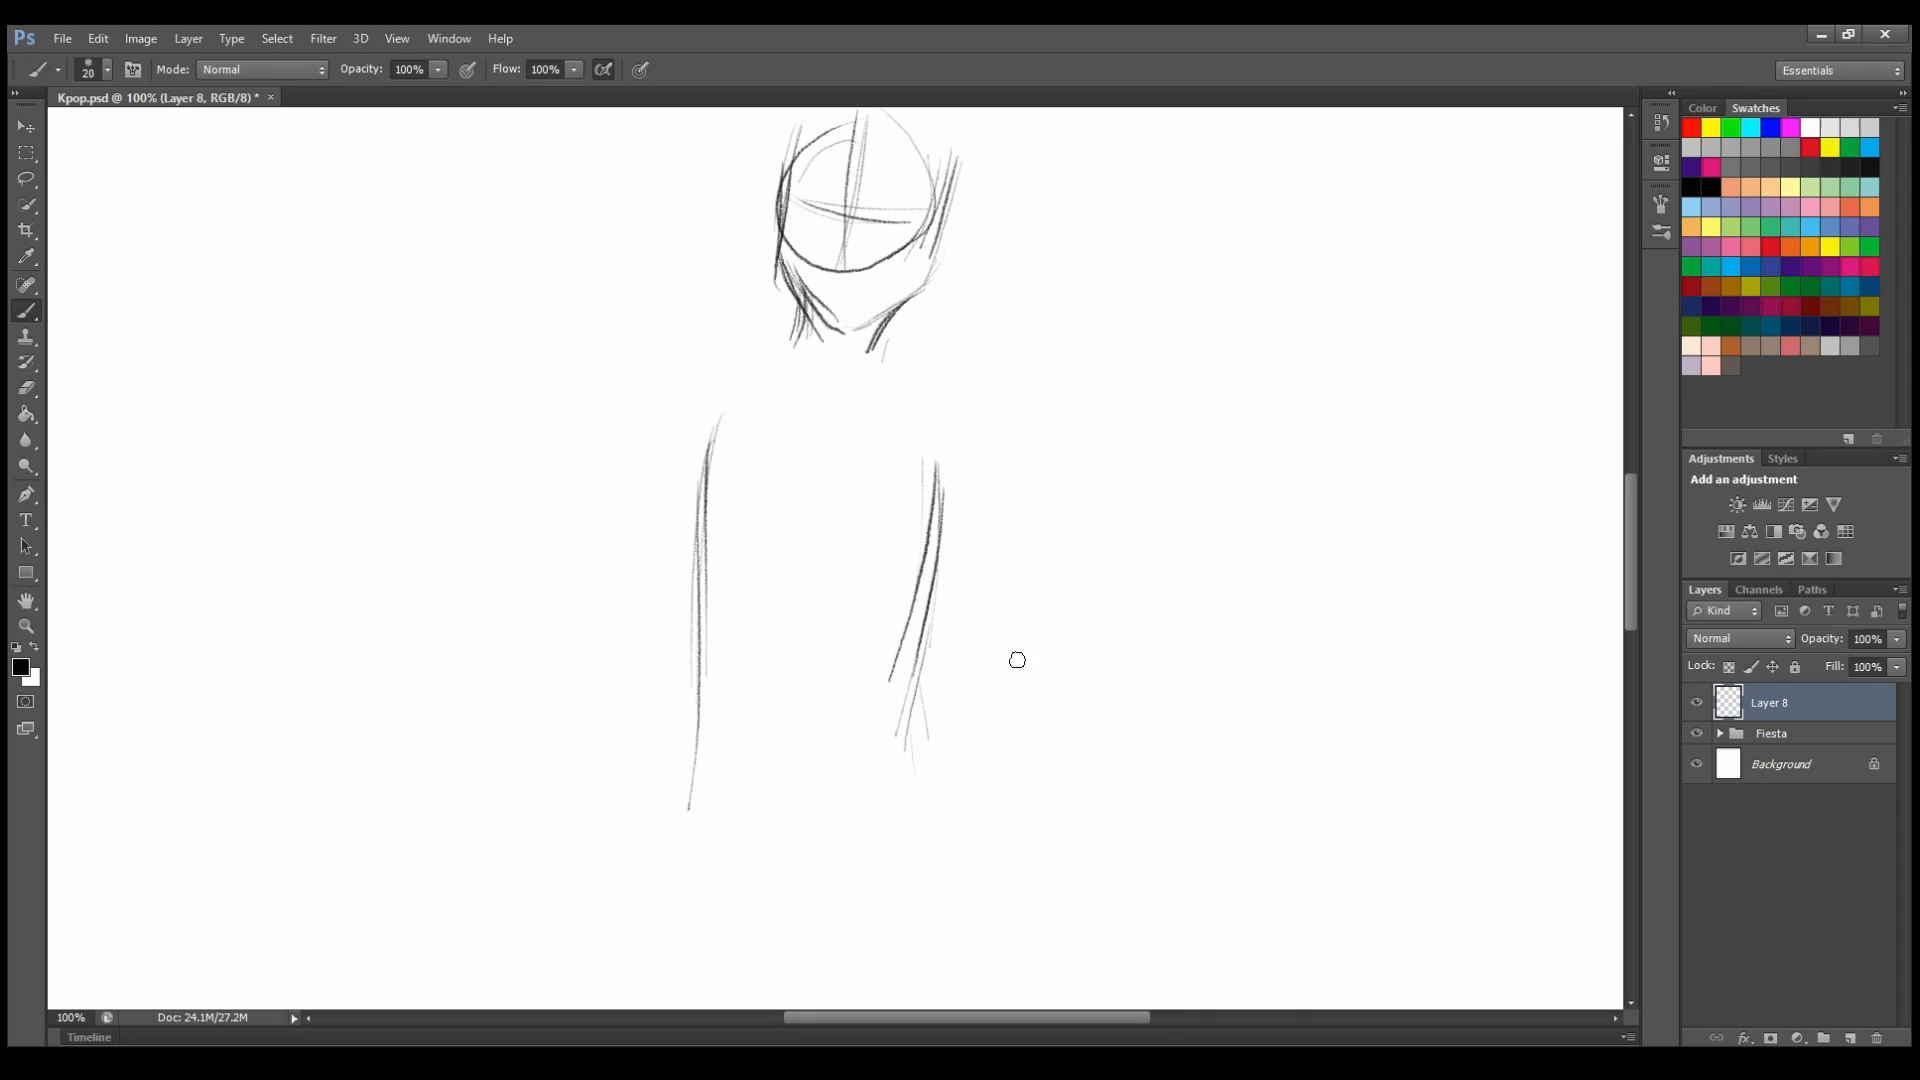 Ps File Edit Image Layer Type Select Filter 3D View Window Help
20 Mode: Normal Opacity: 100% Flow: 100% Essentials
Kpop.psd @ 100% (Layer 8, RGB/8) * ×
Color Swatches
Adjustments Styles
Add an adjustment
Layers Channels Paths
Kind
Normal Opacity: 100%
Lock: Fill: 100%
Layer 8
Fiesta
Background
100% Doc: 24.1M/27.2M
Timeline